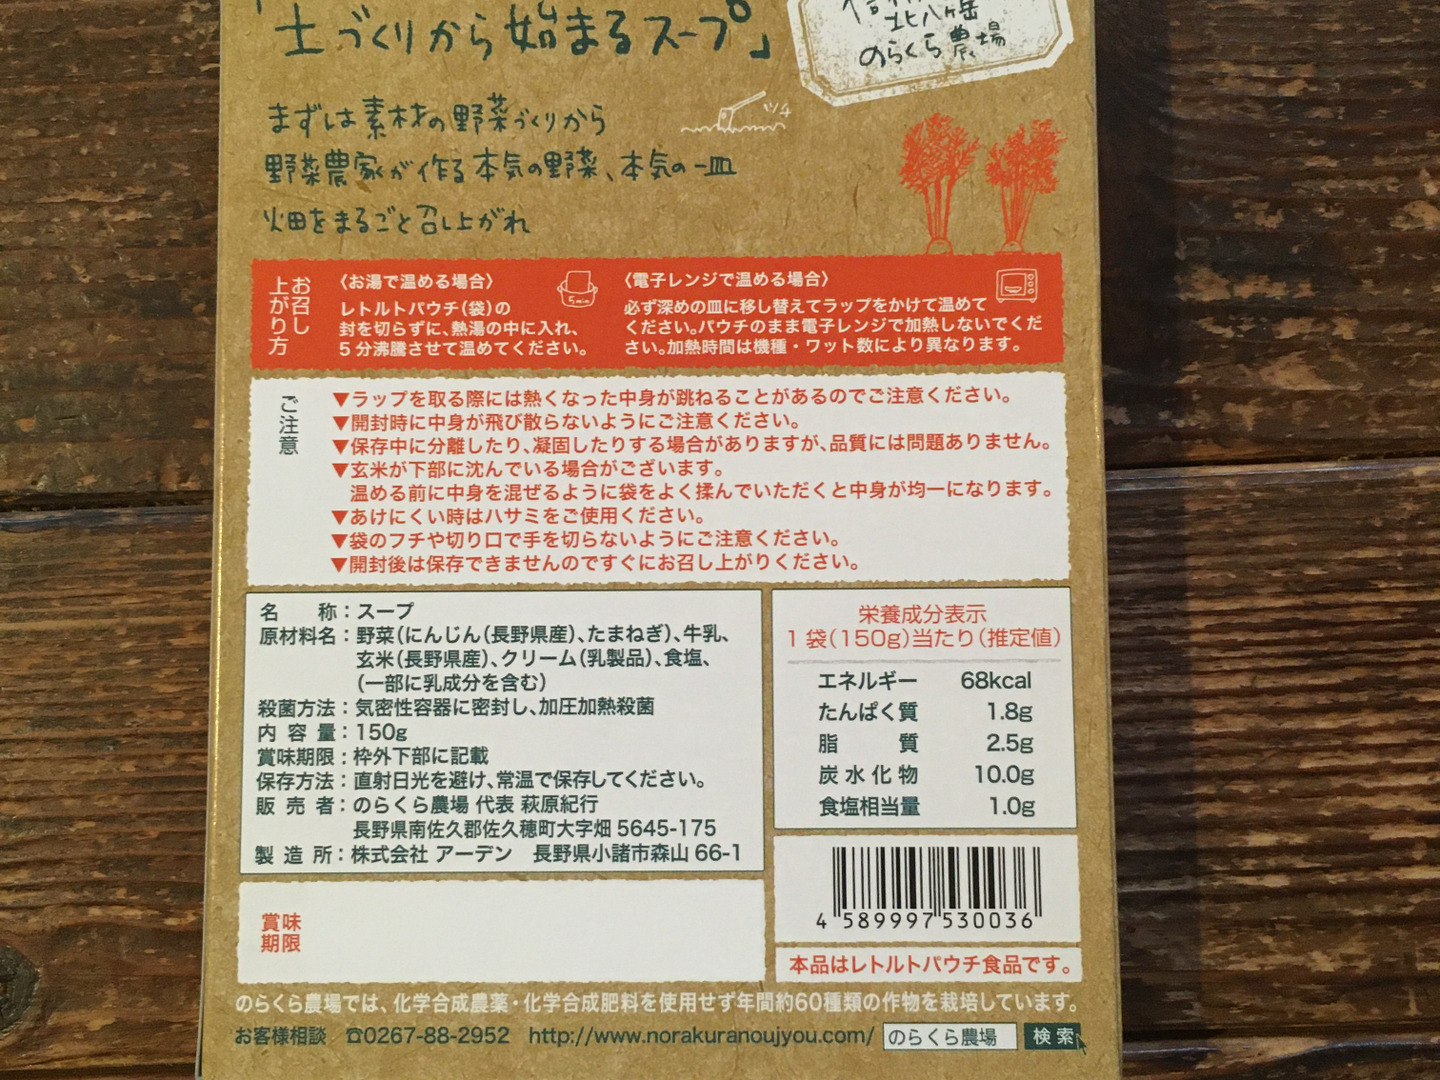 「土づくりから始まるスープ」
北八ヶ岳
のらくら農場
まずは素材の野菜づくりから
野菜農家が作る本気の野菜、本気の一皿
畑をまるごと召し上がれ
お召し
上がり方
〈お湯で温める場合〉
レトルトパウチ(袋)の
封を切らずに、熱湯の中に入れ、
5分沸騰させて温めてください。
5min
〈電子レンジで温める場合〉
必ず深めの皿に移し替えてラップをかけて温めて
ください。パウチのまま電子レンジで加熱しないでくだ
さい。加熱時間は機種・ワット数により異なります。
ご注意
▼ラップを取る際には熱くなった中身が跳ねることがあるのでご注意ください。
▼開封時に中身が飛び散らないようにご注意ください。
▼保存中に分離したり、凝固したりする場合がありますが、品質には問題ありません。
▼玄米が下部に沈んでいる場合がございます。
温める前に中身を混ぜるように袋をよく揉んでいただくと中身が均一になります。
▼あけにくい時はハサミをご使用ください。
▼袋のフチや切り口で手を切らないようにご注意ください。
▼開封後は保存できませんのですぐにお召し上がりください。
名 称：スープ
原材料名：野菜(にんじん(長野県産)、たまねぎ)、牛乳、
玄米(長野県産)、クリーム(乳製品)、食塩、
(一部に乳成分を含む)
殺菌方法：気密性容器に密封し、加圧加熱殺菌
内容量：150g
賞味期限：枠外下部に記載
保存方法：直射日光を避け、常温で保存してください。
販売者：のらくら農場 代表 萩原紀行
長野県南佐久郡佐久穂町大字畑 5645-175
製造所：株式会社 アーデン 長野県小諸市森山 66-1
栄養成分表示
1袋(150g)当たり(推定値)
エネルギー 68kcal
たんぱく質 1.8g
脂質 2.5g
炭水化物 10.0g
食塩相当量 1.0g
賞味
期限
4 589997 530036
本品はレトルトパウチ食品です。
のらくら農場では、化学合成農薬・化学合成肥料を使用せず年間約60種類の作物を栽培しています。
お客様相談 ☎0267-88-2952 http://www.norakuranoujyou.com/ のらくら農場 検索